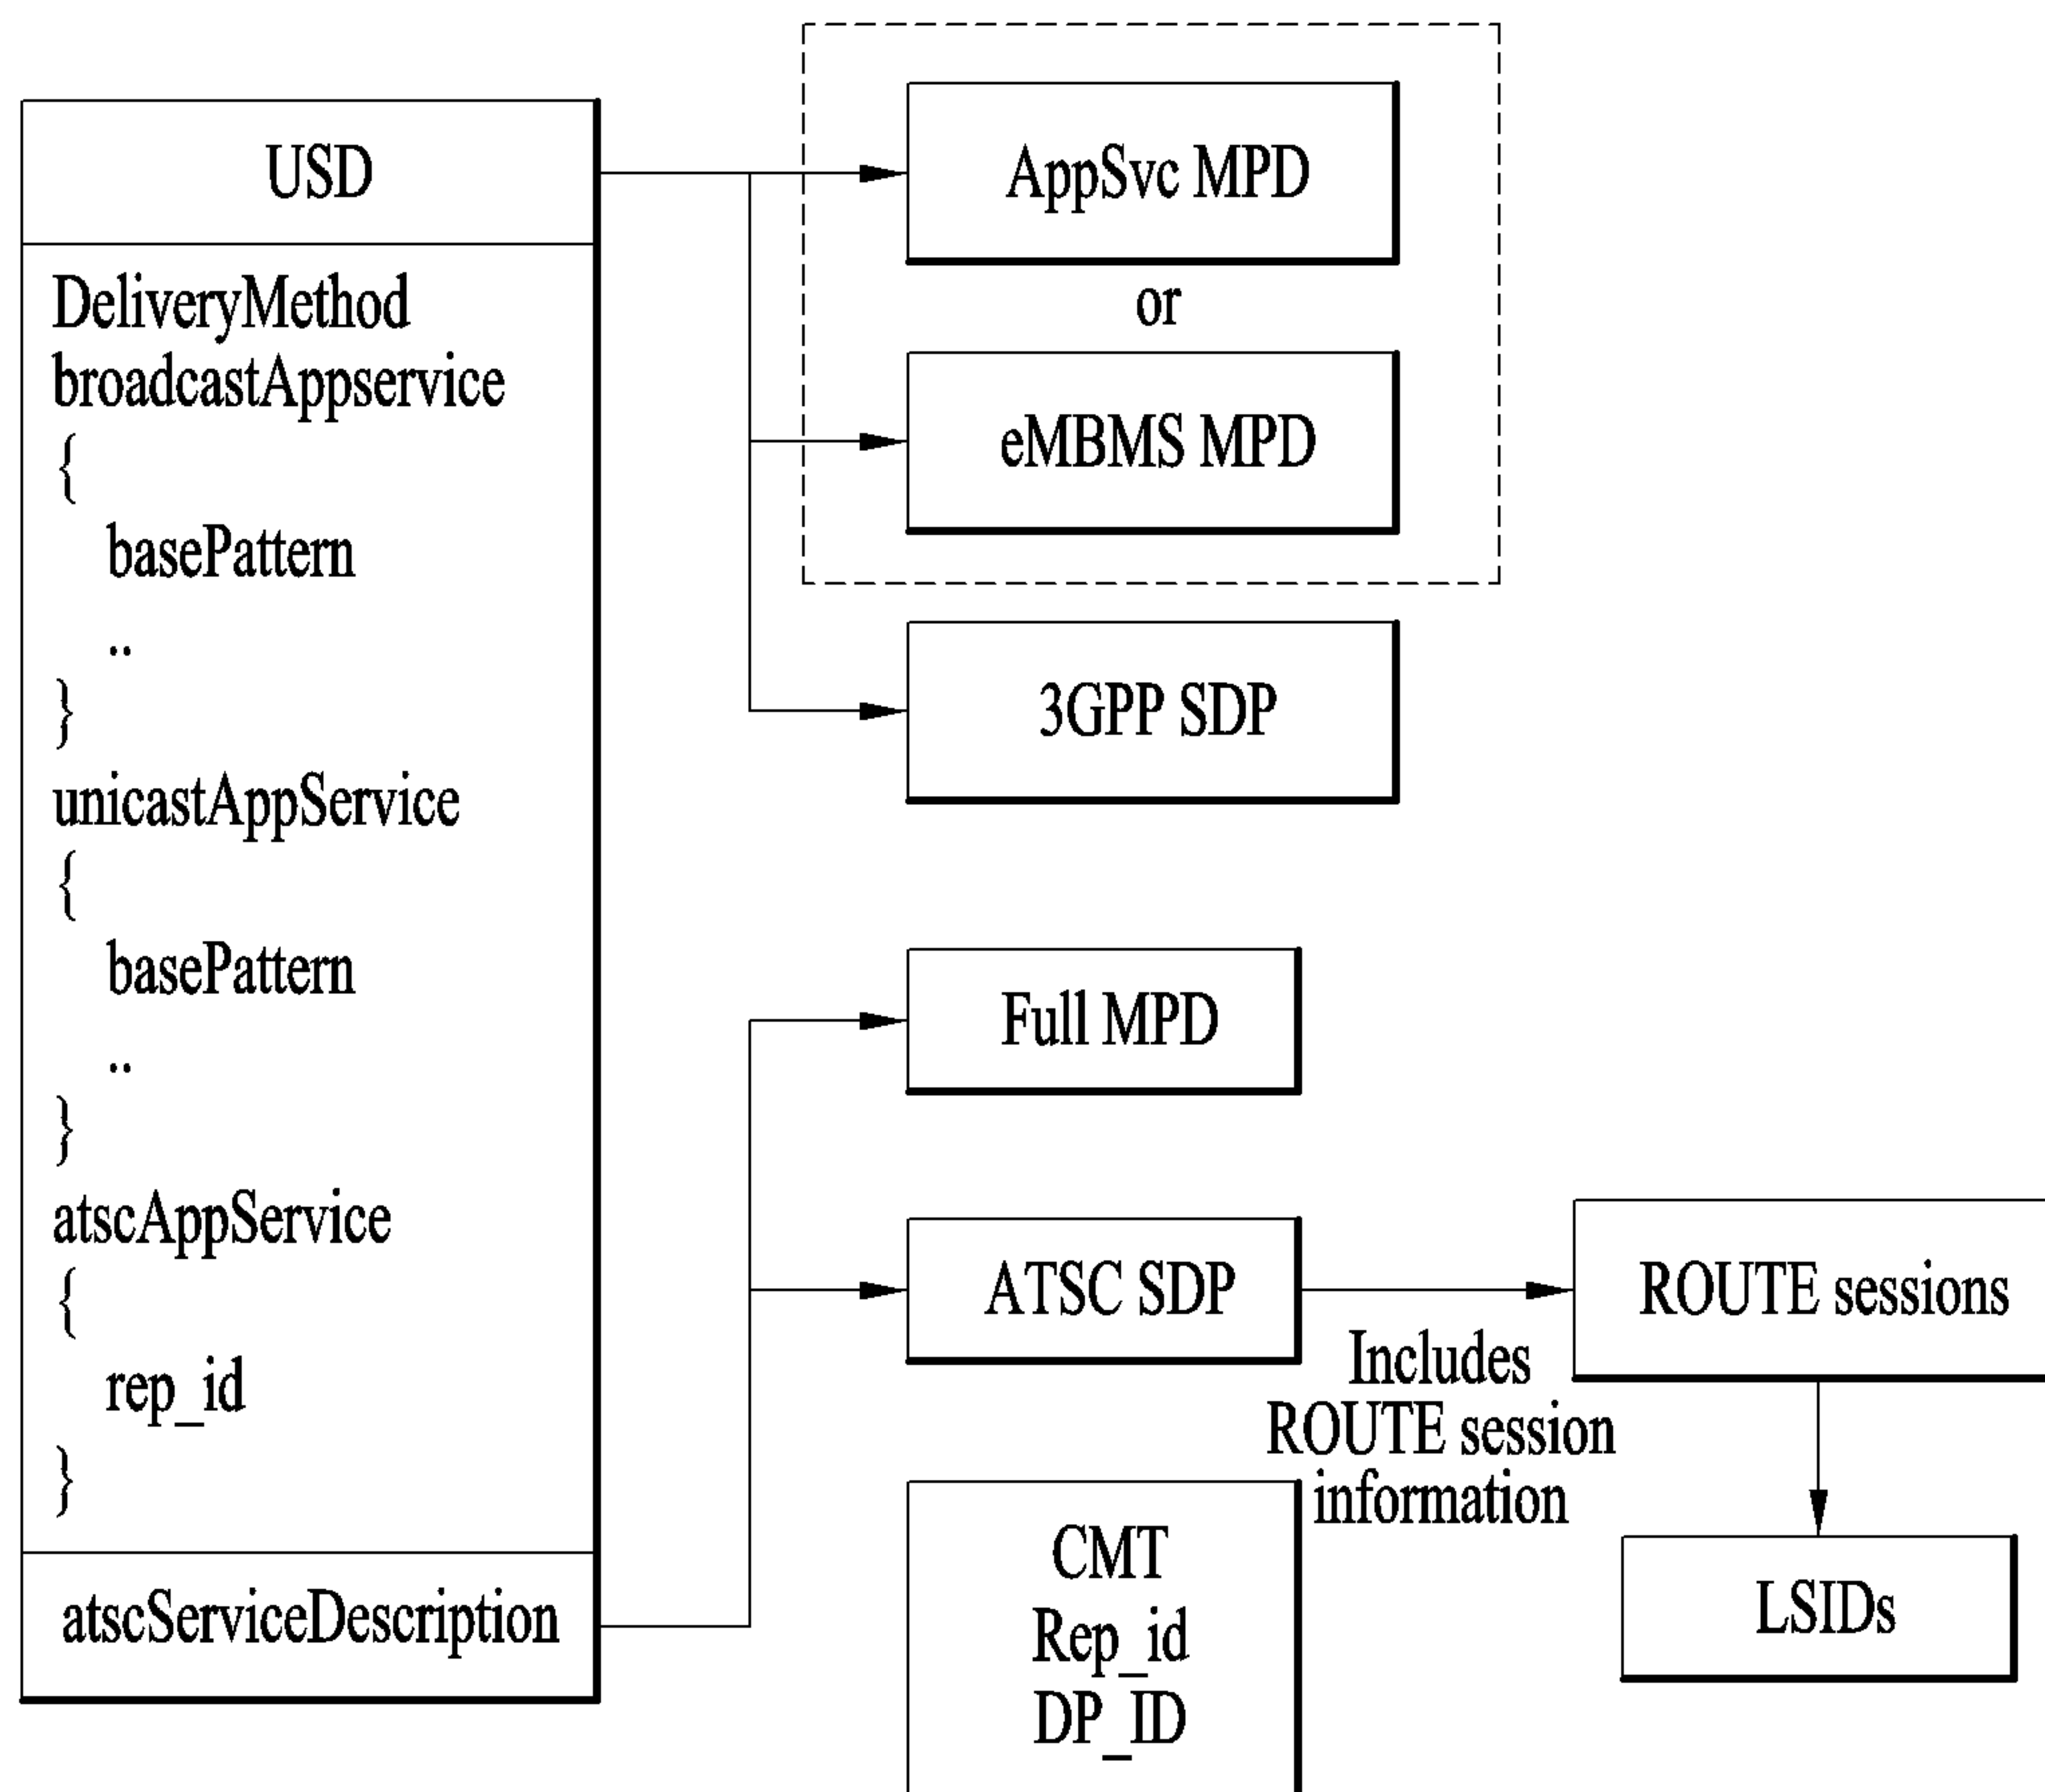 USD
DeliveryMethod
broadcastAppservice
{
basePattern
..
}
unicastAppService
{
basePattern
..
}
atscAppService
{
rep_id
}
atscServiceDescription
AppSvc MPD
or
eMBMS MPD
3GPP SDP
Full MPD
ATSC SDP
Includes
ROUTE session
information
ROUTE sessions
LSIDs
CMT
Rep_id
DP_ID